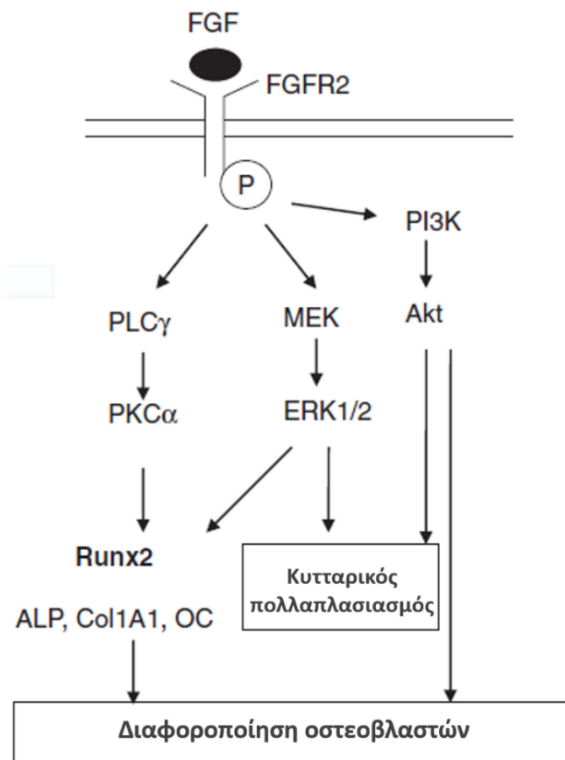 FGF
FGFR2
P
PI3K
PLCγ
MEK
Akt
PKCα
ERK1/2
Runx2
Κυτταρικός
πολλαπλασιασμός
ALP, Col1A1, OC
Διαφοροποίηση οστεοβλαστών